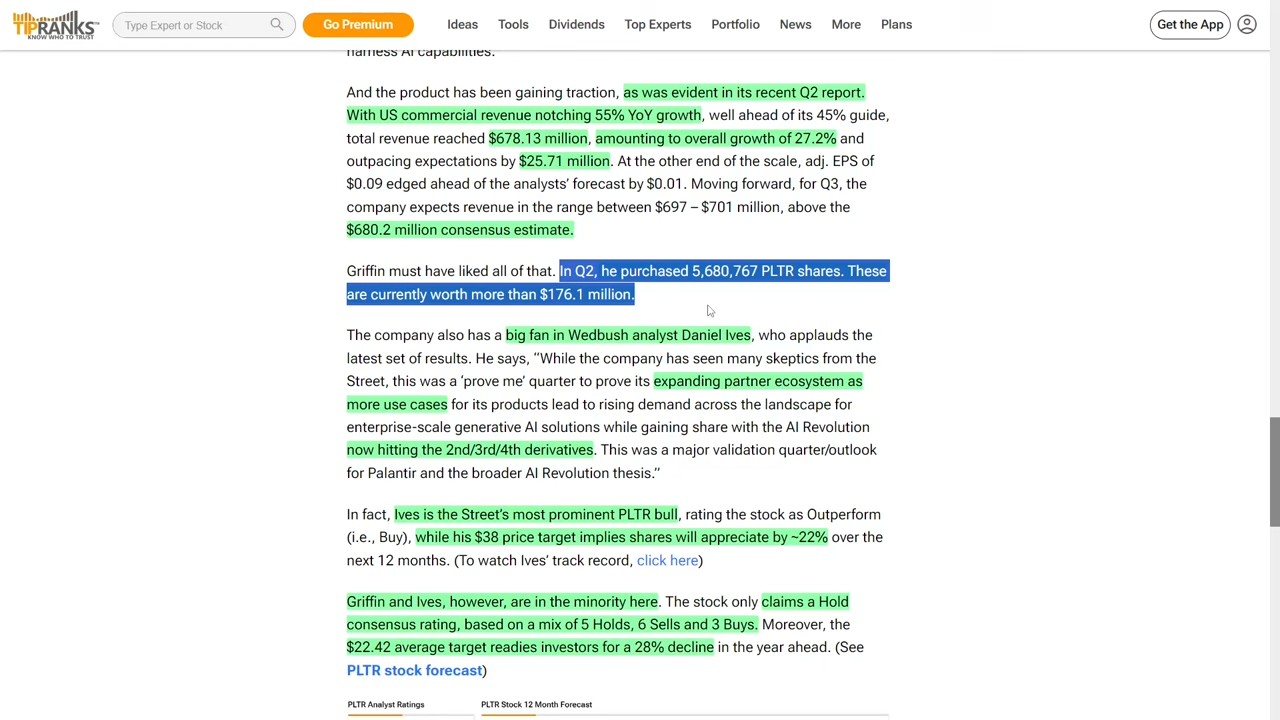 TIPRANKS
KNOW WHO TO TRUST
Type Expert or Stock
Go Premium
Ideas
Tools
Dividends
Top Experts
Portfolio
News
More
Plans
Get the App
harness AI capabilities.
And the product has been gaining traction, as was evident in its recent Q2 report.
With US commercial revenue notching 55% YoY growth, well ahead of its 45% guide,
total revenue reached $678.13 million, amounting to overall growth of 27.2% and
outpacing expectations by $25.71 million. At the other end of the scale, adj. EPS of
$0.09 edged ahead of the analysts’ forecast by $0.01. Moving forward, for Q3, the
company expects revenue in the range between $697 – $701 million, above the
$680.2 million consensus estimate.
Griffin must have liked all of that. In Q2, he purchased 5,680,767 PLTR shares. These
are currently worth more than $176.1 million.
The company also has a big fan in Wedbush analyst Daniel Ives, who applauds the
latest set of results. He says, “While the company has seen many skeptics from the
Street, this was a ‘prove me’ quarter to prove its expanding partner ecosystem as
more use cases for its products lead to rising demand across the landscape for
enterprise-scale generative AI solutions while gaining share with the AI Revolution
now hitting the 2nd/3rd/4th derivatives. This was a major validation quarter/outlook
for Palantir and the broader AI Revolution thesis.”
In fact, Ives is the Street’s most prominent PLTR bull, rating the stock as Outperform
(i.e., Buy), while his $38 price target implies shares will appreciate by ~22% over the
next 12 months. (To watch Ives’ track record, click here)
Griffin and Ives, however, are in the minority here. The stock only claims a Hold
consensus rating, based on a mix of 5 Holds, 6 Sells and 3 Buys. Moreover, the
$22.42 average target readies investors for a 28% decline in the year ahead. (See
PLTR stock forecast)
PLTR Analyst Ratings
PLTR Stock 12 Month Forecast